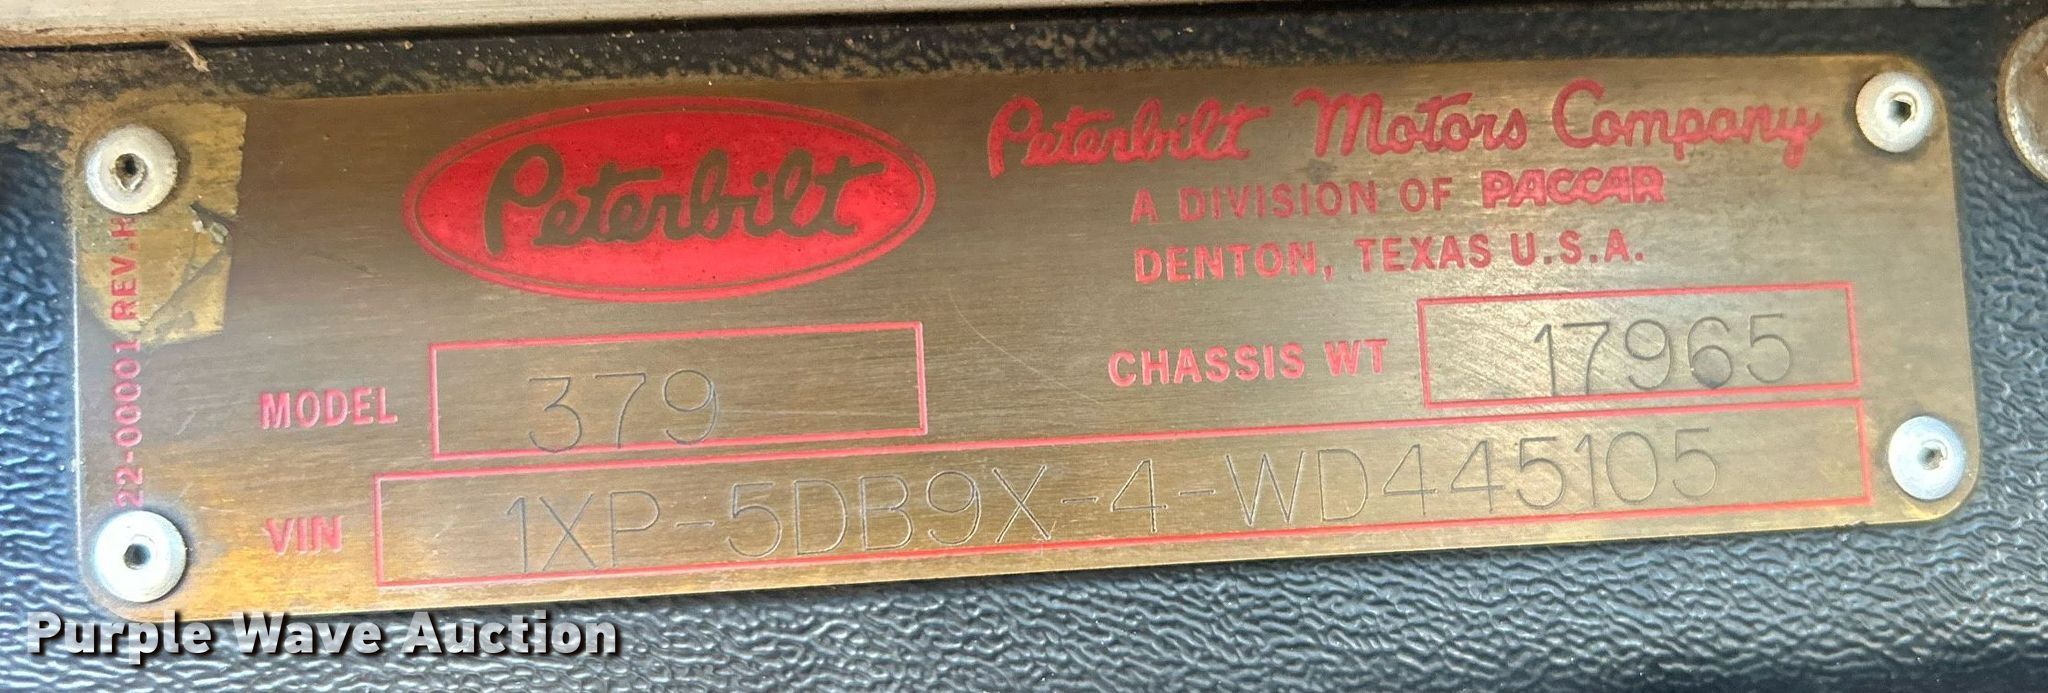 Peterbilt
Peterbilt Motors Company
A DIVISION OF PACCAR
DENTON, TEXAS U.S.A.
MODEL 379
CHASSIS WT 17965
VIN 1XP-5DB9X-4-WD445105
22-00001 REV.H
Purple Wave Auction